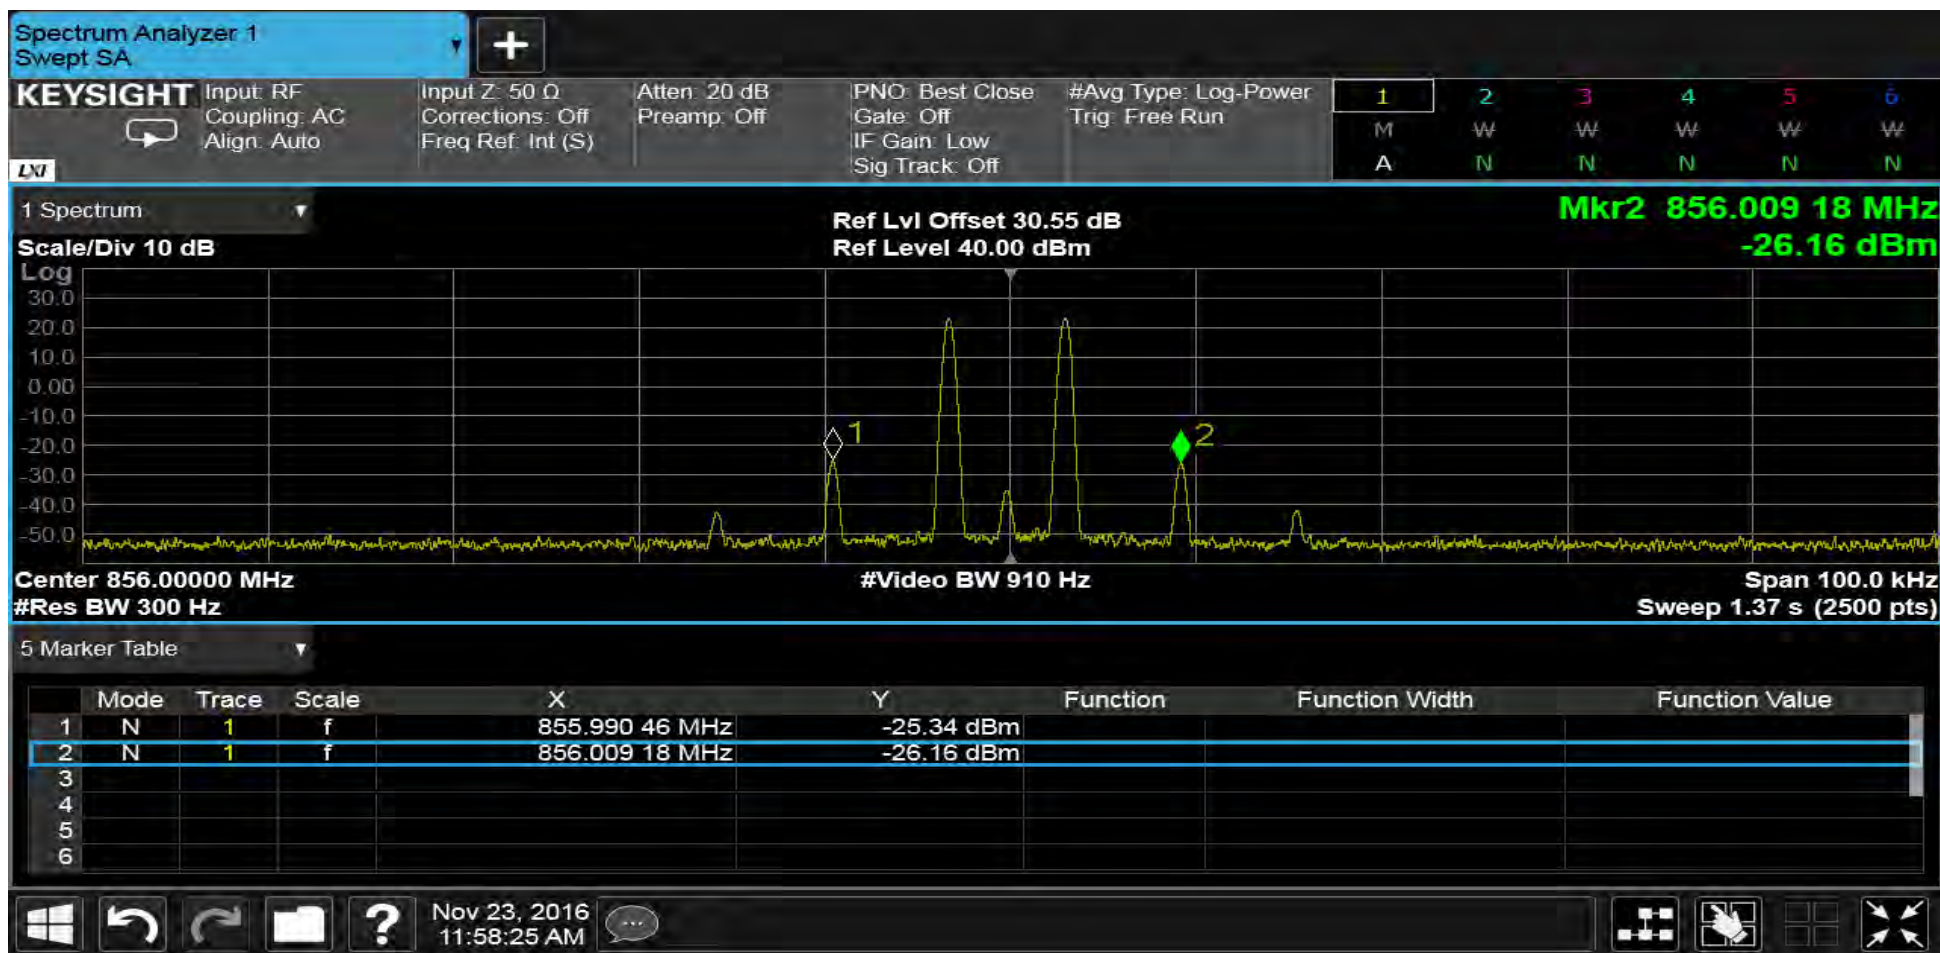 Spectrum Analyzer 1
Swept SA
KEYSIGHT
LXI
Input: RF
Coupling: AC
Align: Auto
Input Z: 50 Ω
Corrections: Off
Freq Ref: Int (S)
Atten: 20 dB
Preamp: Off
PNO: Best Close
Gate: Off
IF Gain: Low
Sig Track: Off
#Avg Type: Log-Power
Trig: Free Run
1 2 3 4 5 6
M W W W W W
A N N N N N
1 Spectrum
Scale/Div 10 dB
Ref Lvl Offset 30.55 dB
Ref Level 40.00 dBm
Mkr2 856.009 18 MHz
-26.16 dBm
Log
30.0
20.0
10.0
0.00
-10.0
-20.0
-30.0
-40.0
-50.0
1
2
Center 856.00000 MHz
#Res BW 300 Hz
#Video BW 910 Hz
Span 100.0 kHz
Sweep 1.37 s (2500 pts)
5 Marker Table
Mode Trace Scale X Y Function Function Width Function Value
1 N 1 f 855.990 46 MHz -25.34 dBm
2 N 1 f 856.009 18 MHz -26.16 dBm
3
4
5
6
?
Nov 23, 2016
11:58:25 AM